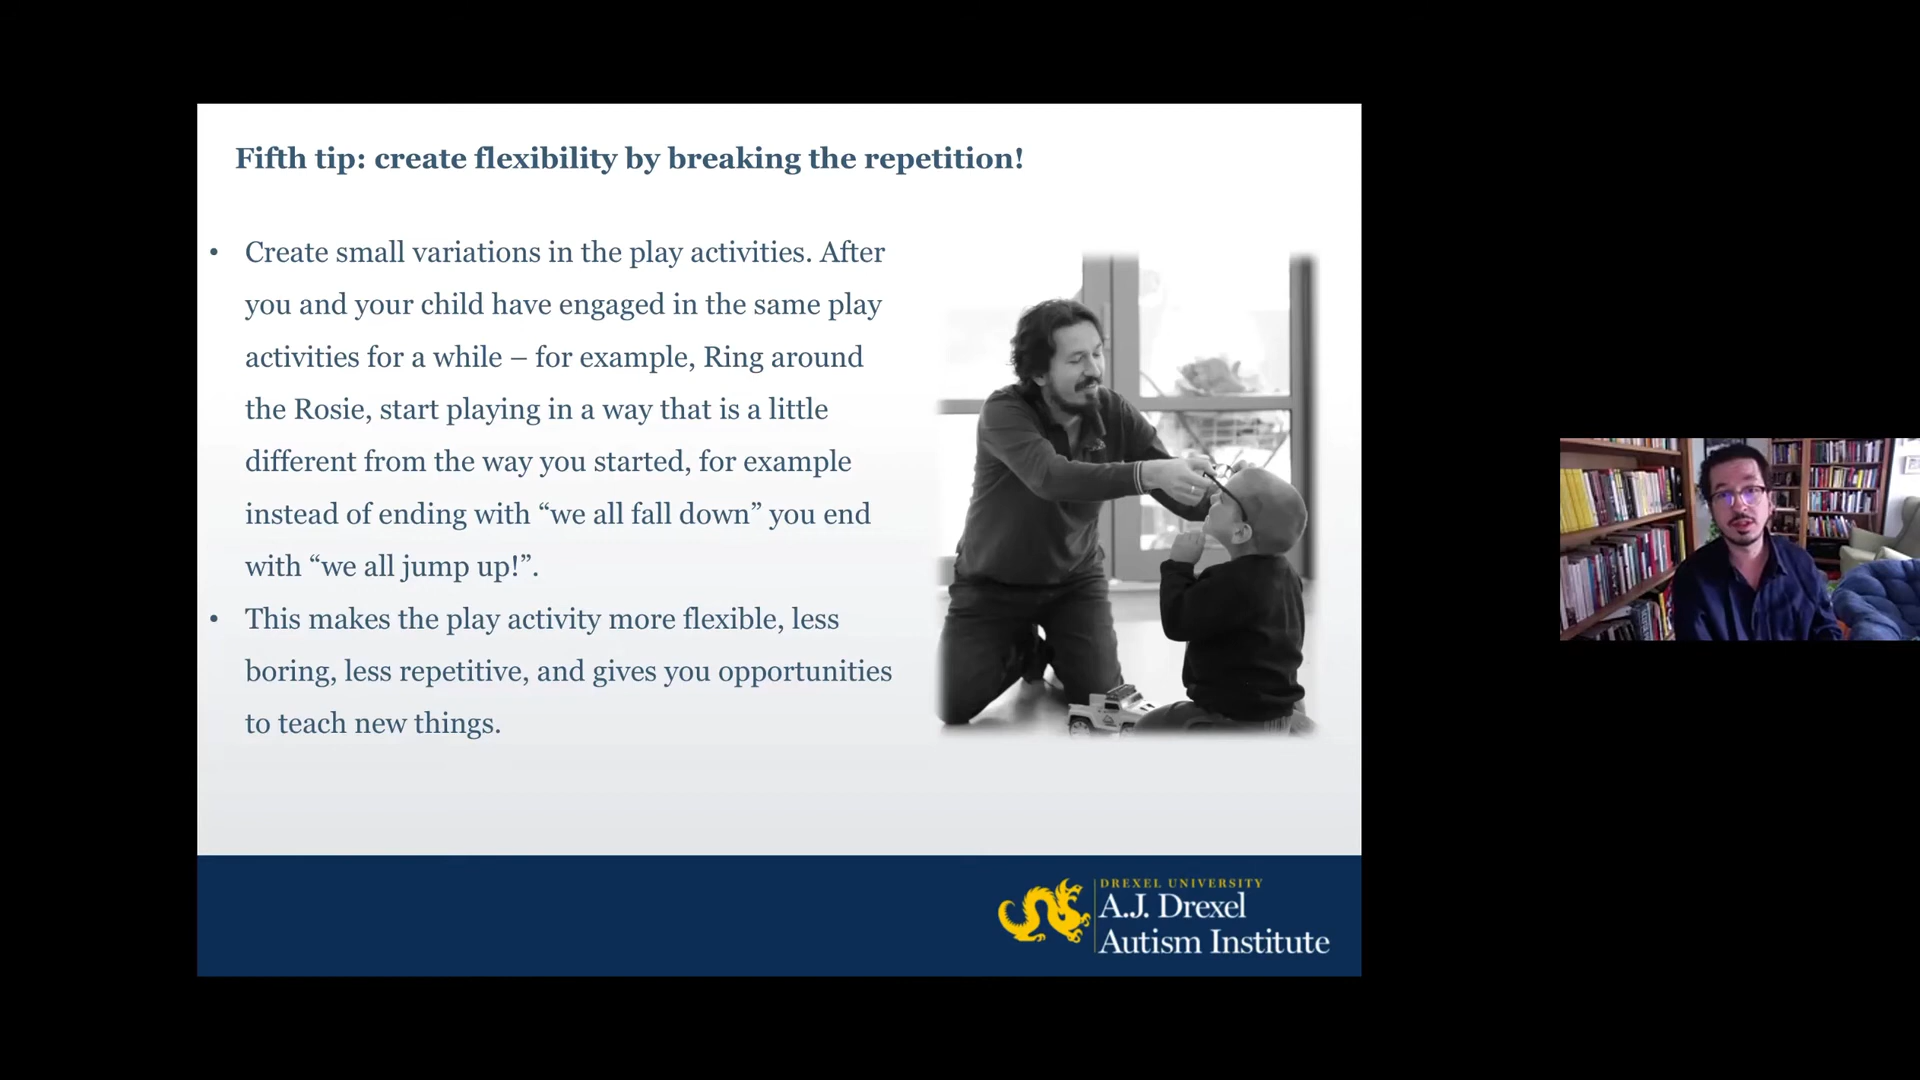 Fifth tip: create flexibility by breaking the repetition!
• Create small variations in the play activities. After
you and your child have engaged in the same play
activities for a while – for example, Ring around
the Rosie, start playing in a way that is a little
different from the way you started, for example
instead of ending with “we all fall down” you end
with “we all jump up!”.
• This makes the play activity more flexible, less
boring, less repetitive, and gives you opportunities
to teach new things.
DREXEL UNIVERSITY
A.J. Drexel
Autism Institute